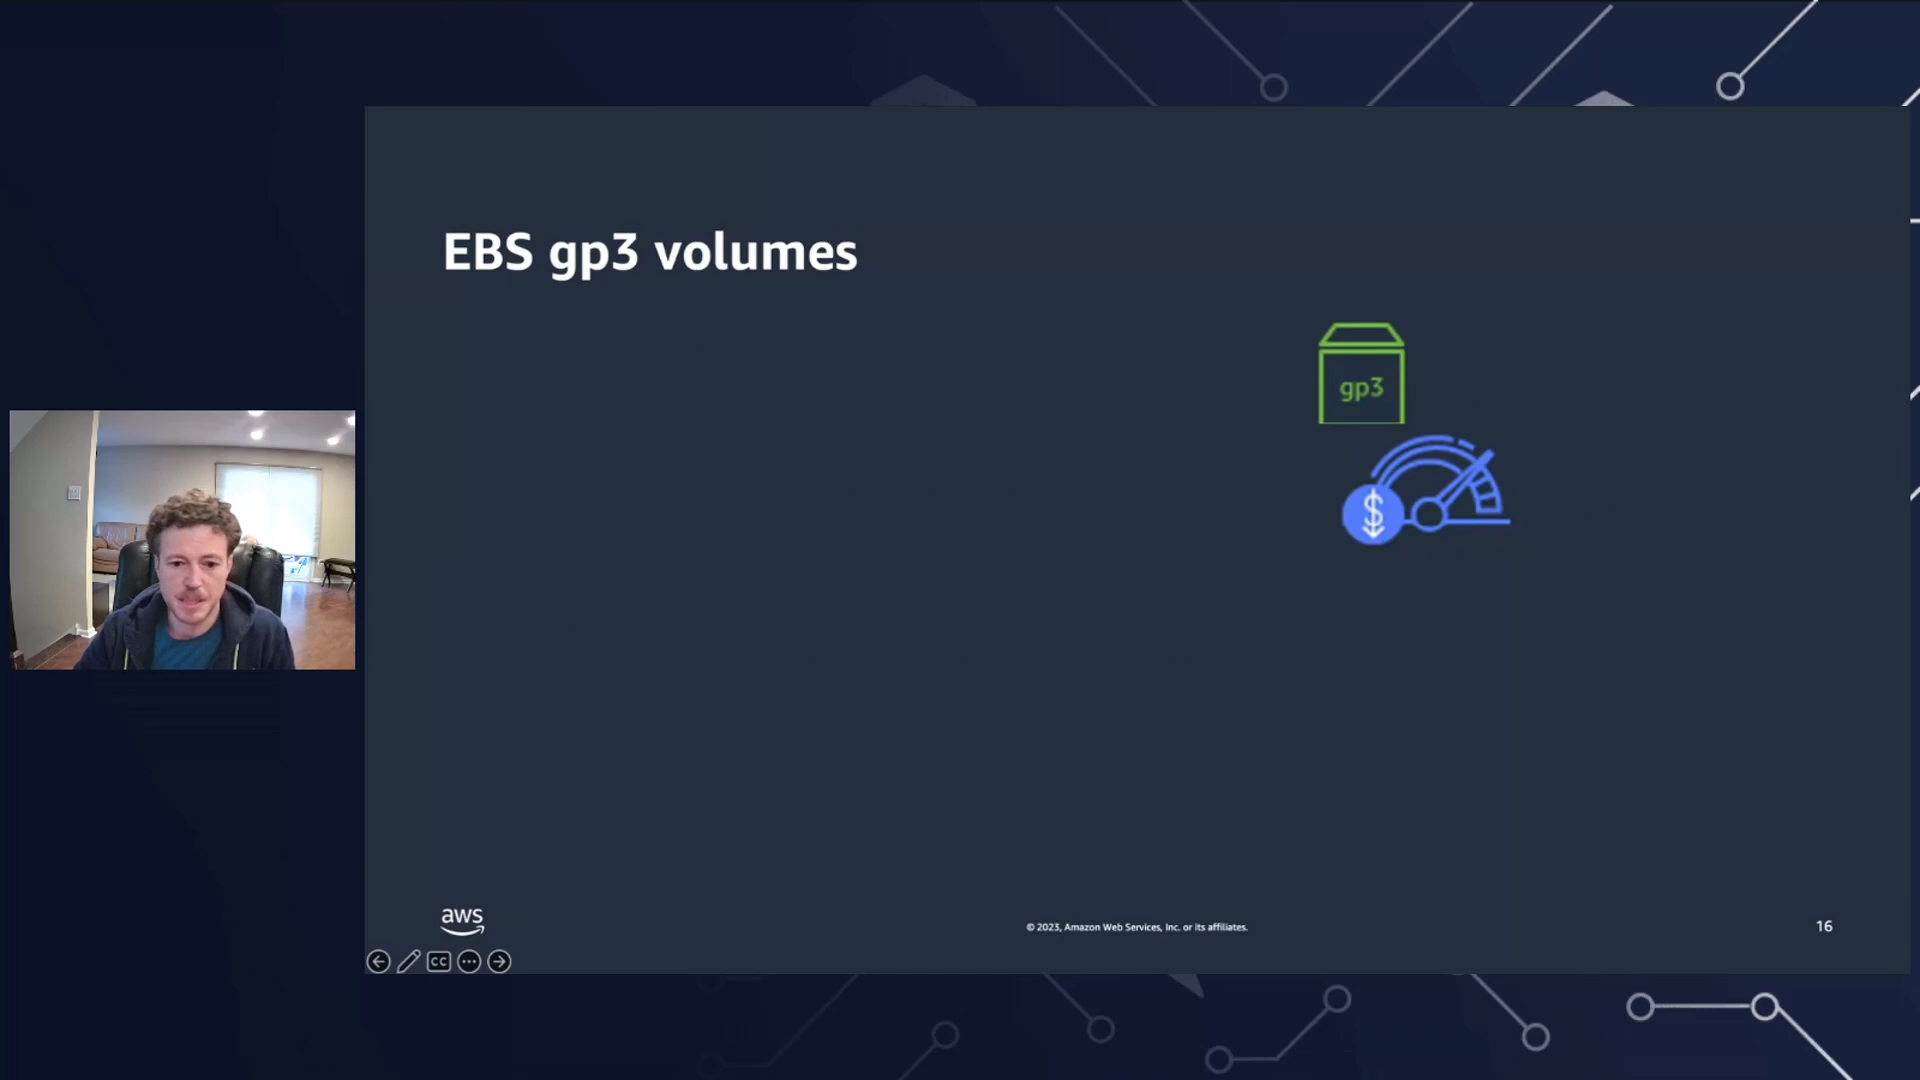 EBS gp3 volumes
gp3
$
aws
© 2023, Amazon Web Services, Inc. or its affiliates.
16
CC